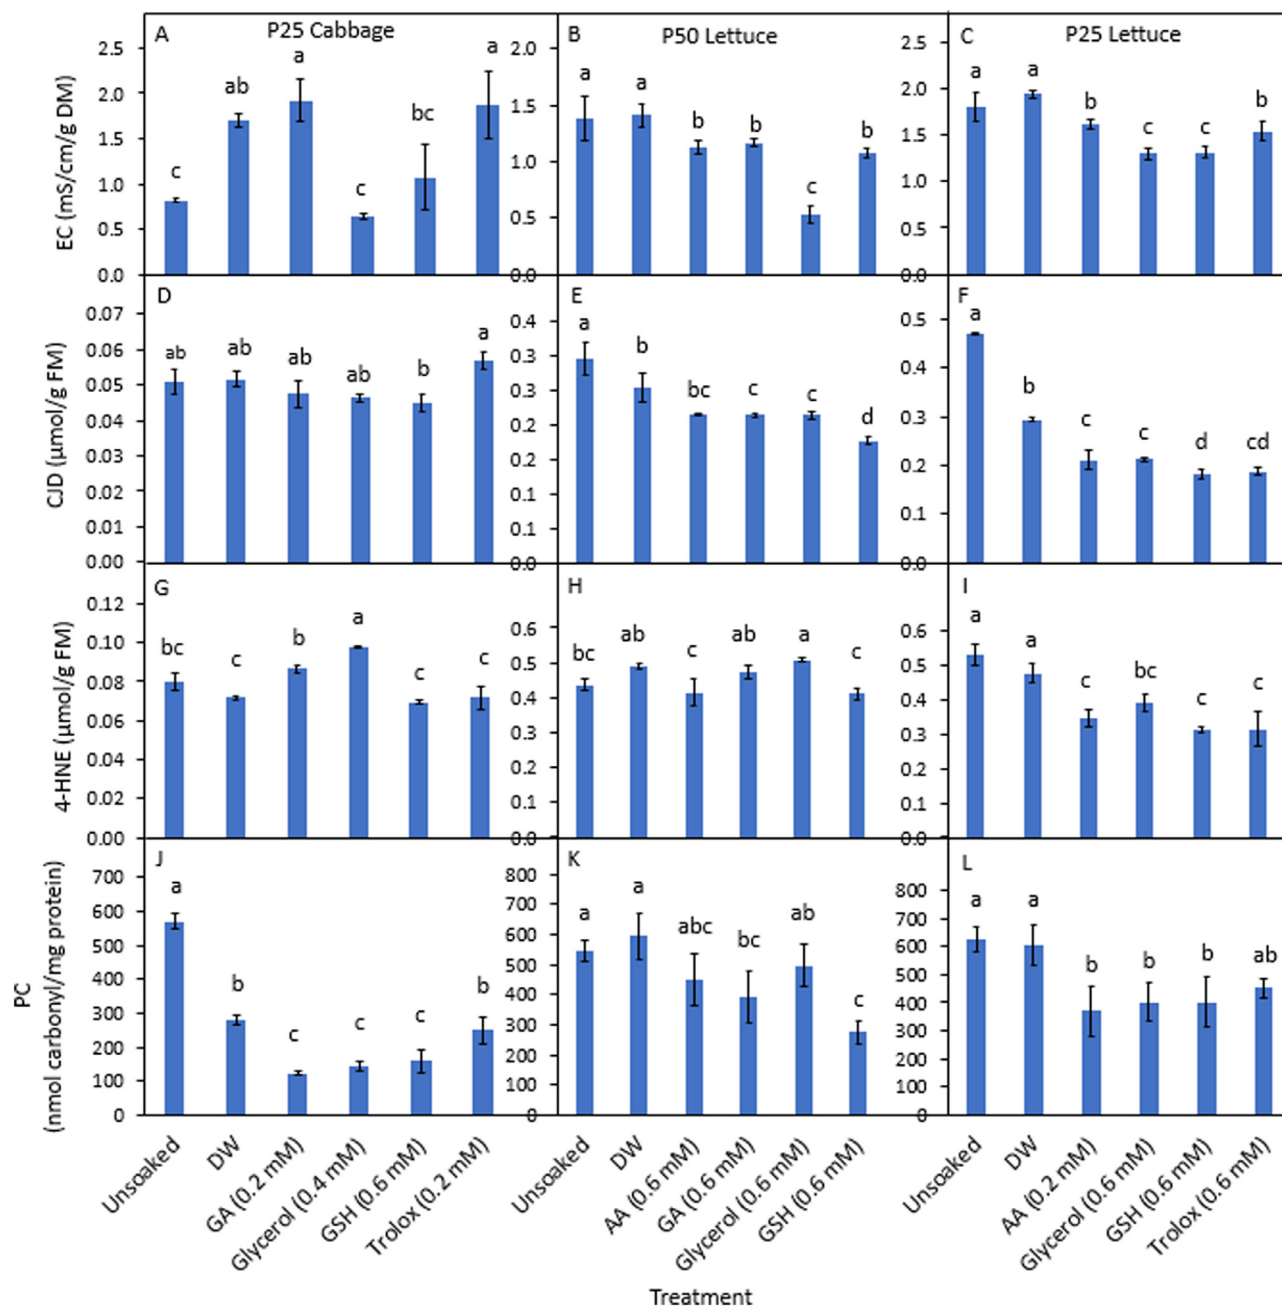 A P25 Cabbage
EC (mS/cm/g DM)
2.5
2.0
1.5
1.0
0.5
0.0
c ab a c bc a
B P50 Lettuce
2.0
1.5
1.0
0.5
0.0
a a b b c b
C P25 Lettuce
2.5
2.0
1.5
1.0
0.5
0.0
a a b c c b
D
CJD (µmol/g FM)
0.07
0.06
0.05
0.04
0.03
0.02
0.01
0.00
ab ab ab ab b a
E
0.4
0.3
0.3
0.2
0.2
0.1
0.1
0.0
a b bc c c d
F
0.5
0.4
0.3
0.2
0.1
0.0
a b c c d cd
G
4-HNE (µmol/g FM)
0.12
0.10
0.08
0.06
0.04
0.02
0.00
bc c b a c c
H
0.6
0.5
0.4
0.3
0.2
0.1
0.0
bc ab c ab a c
I
0.6
0.5
0.4
0.3
0.2
0.1
0.0
a a c bc c c
J
PC
(nmol carbonyl/mg protein)
700
600
500
400
300
200
100
0
a b c c c b
K
800
700
600
500
400
300
200
100
0
a a abc bc ab c
L
800
700
600
500
400
300
200
100
0
a a b b b ab
Unsoaked
DW
GA (0.2 mM)
Glycerol (0.4 mM)
GSH (0.6 mM)
Trolox (0.2 mM)
Unsoaked
DW
AA (0.6 mM)
GA (0.6 mM)
Glycerol (0.6 mM)
GSH (0.6 mM)
Unsoaked
DW
AA (0.2 mM)
Glycerol (0.6 mM)
GSH (0.6 mM)
Trolox (0.6 mM)
Treatment